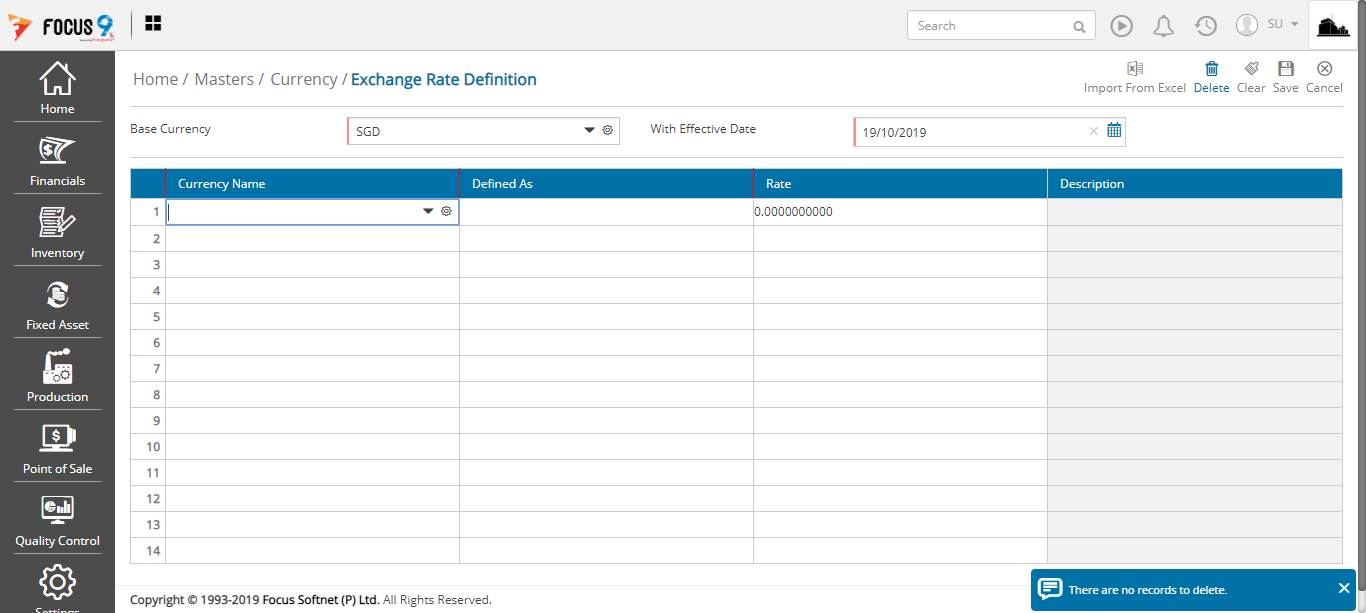 FOCUS 9
Search
SU
Home / Masters / Currency / Exchange Rate Definition
Import From Excel Delete Clear Save Cancel
Base Currency SGD With Effective Date 19/10/2019
Currency Name Defined As Rate Description
1 0.0000000000
2
3
4
5
6
7
8
9
10
11
12
13
14
Home
Financials
Inventory
Fixed Asset
Production
Point of Sale
Quality Control
Settings
There are no records to delete.
Copyright © 1993-2019 Focus Softnet (P) Ltd. All Rights Reserved.